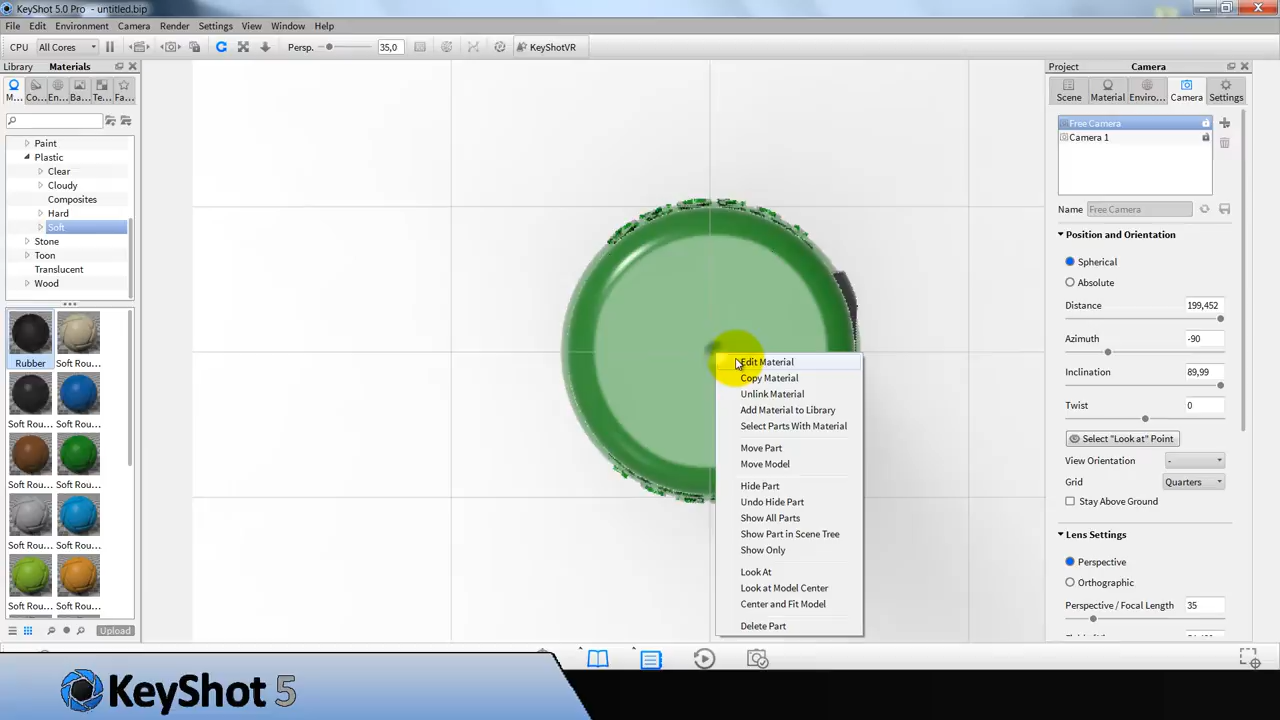 KeyShot 5.0 Pro - untitled.bip
File Edit Environment Camera Render Settings View Window Help
CPU All Cores Persp. 35,0 KeyShotVR
Library Materials
M... Co... En... Ba... Te... Fa...
Paint
Plastic
Clear
Cloudy
Composites
Hard
Soft
Stone
Toon
Translucent
Wood
Rubber Soft Rou...
Soft Rou... Soft Rou...
Soft Rou... Soft Rou...
Soft Rou... Soft Rou...
Soft Rou... Soft Rou...
Upload
Edit Material
Copy Material
Unlink Material
Add Material to Library
Select Parts With Material
Move Part
Move Model
Hide Part
Undo Hide Part
Show All Parts
Show Part in Scene Tree
Show Only
Look At
Look at Model Center
Center and Fit Model
Delete Part
Project Camera
Scene Material Enviro... Camera Settings
Free Camera
Camera 1
Name Free Camera
Position and Orientation
Spherical
Absolute
Distance 199,452
Azimuth -90
Inclination 89,99
Twist 0
Select "Look at" Point
View Orientation -
Grid Quarters
Stay Above Ground
Lens Settings
Perspective
Orthographic
Perspective / Focal Length 35
KeyShot 5